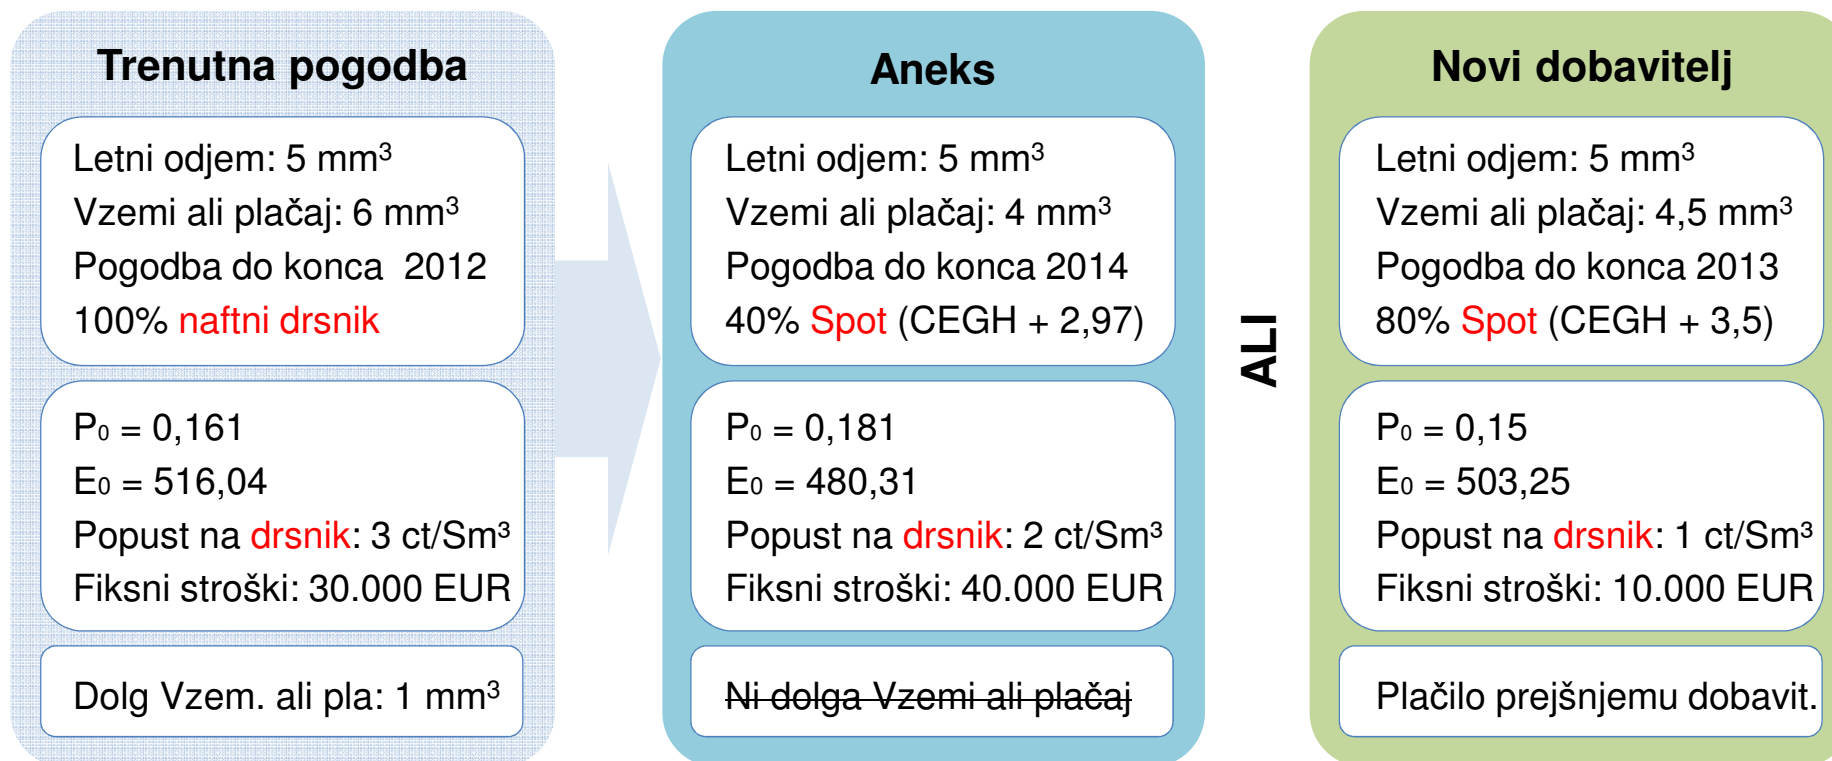 Trenutna pogodba
Letni odjem: 5 mm³
Vzemi ali plačaj: 6 mm³
Pogodba do konca 2012
100% naftni drsnik
P₀ = 0,161
E₀ = 516,04
Popust na drsnik: 3 ct/Sm³
Fiksni stroški: 30.000 EUR
Dolg Vzem. ali pla: 1 mm³
Aneks
Letni odjem: 5 mm³
Vzemi ali plačaj: 4 mm³
Pogodba do konca 2014
40% Spot (CEGH + 2,97)
P₀ = 0,181
E₀ = 480,31
Popust na drsnik: 2 ct/Sm³
Fiksni stroški: 40.000 EUR
Ni dolga Vzemi ali plačaj
ALI
Novi dobavitelj
Letni odjem: 5 mm³
Vzemi ali plačaj: 4,5 mm³
Pogodba do konca 2013
80% Spot (CEGH + 3,5)
P₀ = 0,15
E₀ = 503,25
Popust na drsnik: 1 ct/Sm³
Fiksni stroški: 10.000 EUR
Plačilo prejšnjemu dobavit.